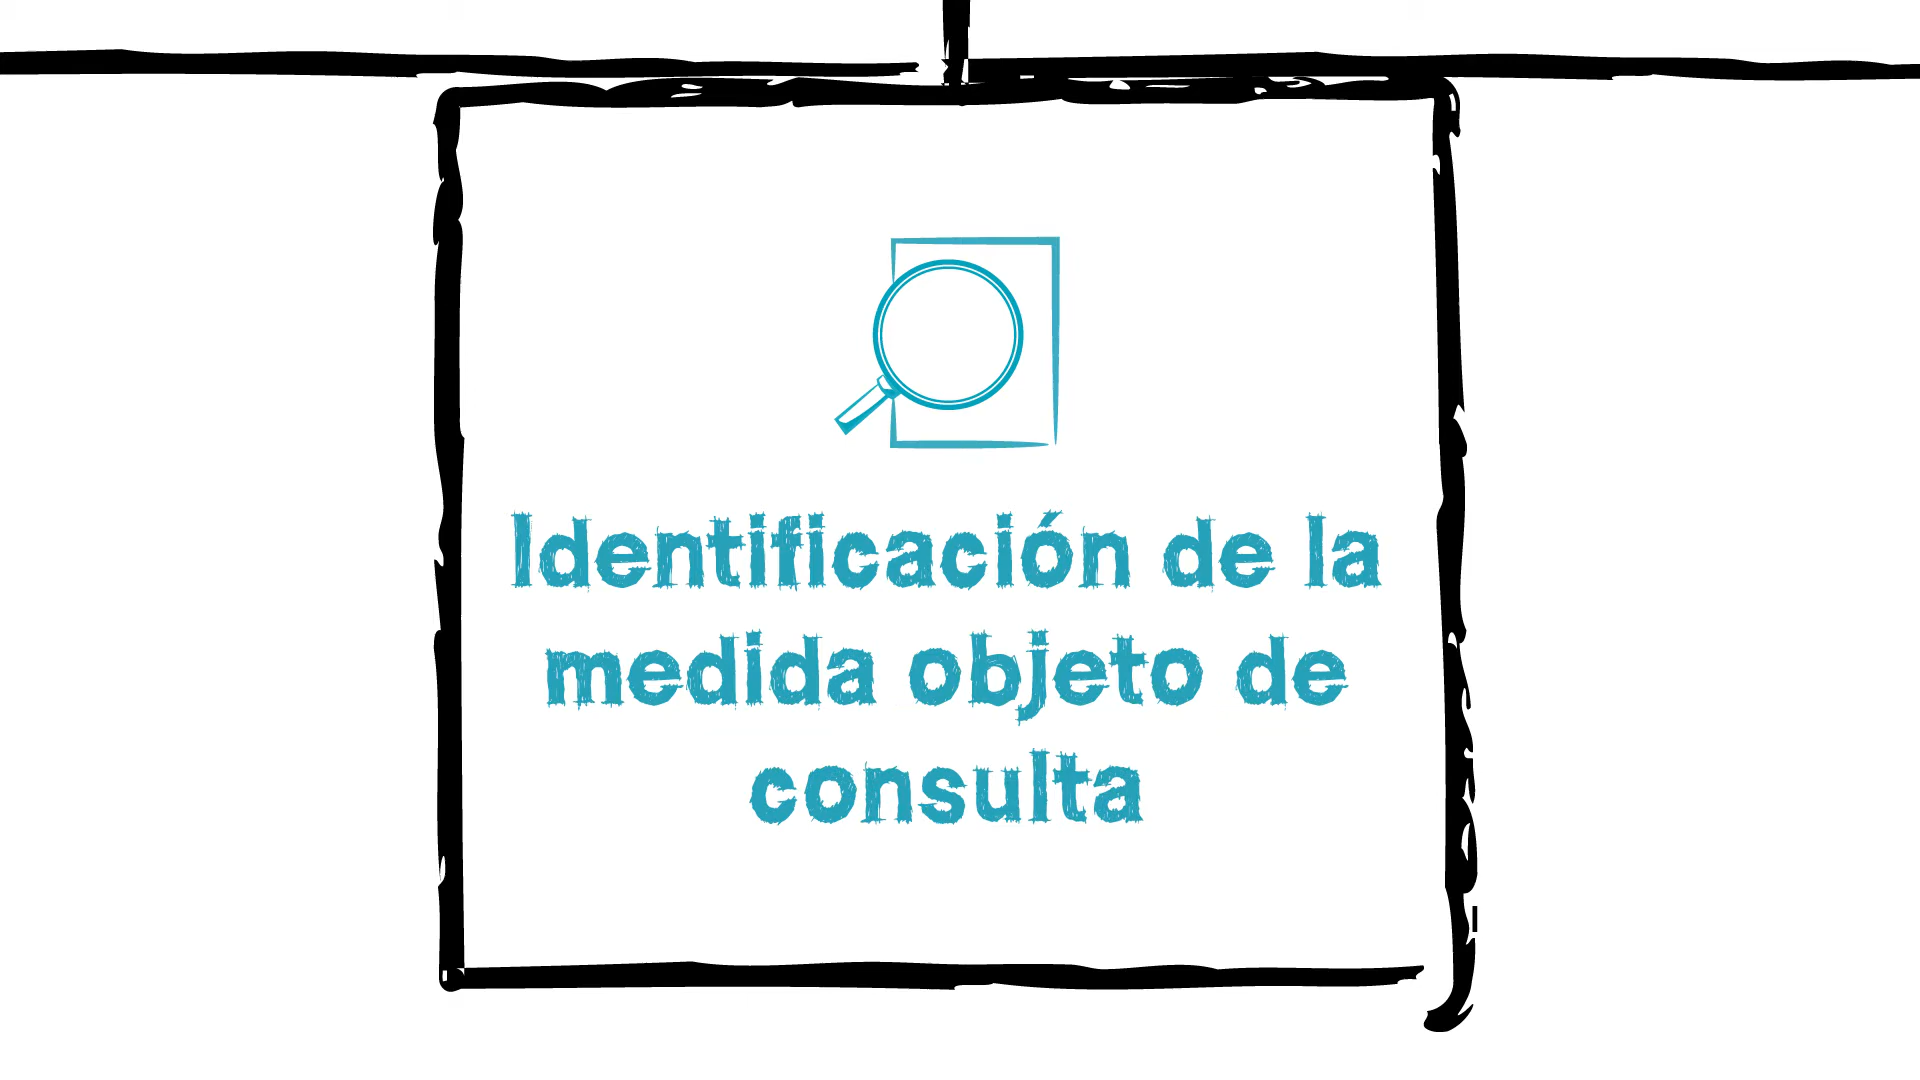 Identificación de la
medida objeto de
consulta